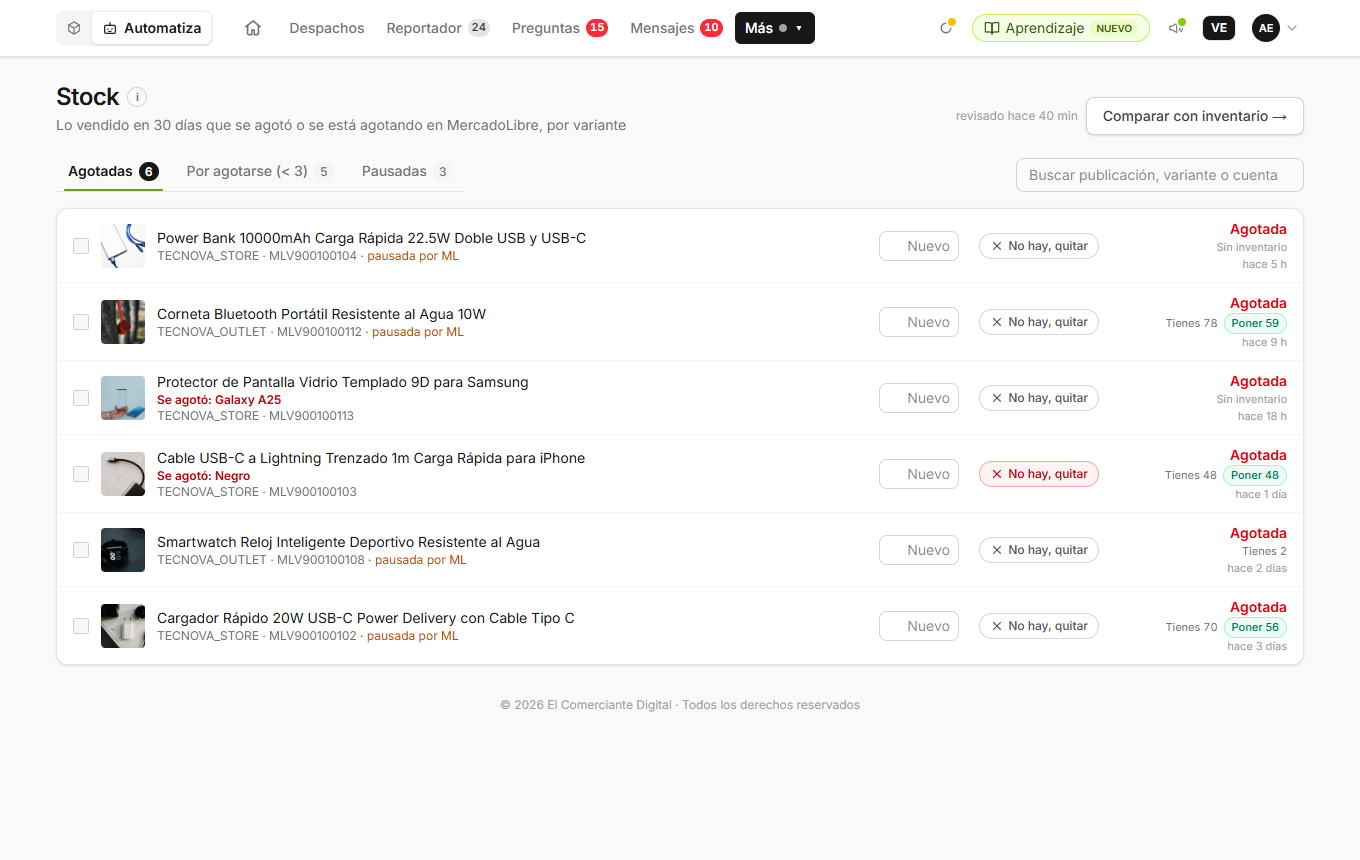 Automatiza
Despachos
Reportador 24
Preguntas 15
Mensajes 10
Más
Aprendizaje NUEVO
VE
AE
Stock
Lo vendido en 30 días que se agotó o se está agotando en MercadoLibre, por variante
revisado hace 40 min
Comparar con inventario →
Agotadas 6
Por agotarse (< 3) 5
Pausadas 3
Buscar publicación, variante o cuenta
Power Bank 10000mAh Carga Rápida 22.5W Doble USB y USB-C
TECNOVA_STORE · MLV900100104 · pausada por ML
Nuevo
No hay, quitar
Agotada
Sin inventario
hace 5 h
Corneta Bluetooth Portátil Resistente al Agua 10W
TECNOVA_OUTLET · MLV900100112 · pausada por ML
Nuevo
No hay, quitar
Agotada
Tienes 78 Poner 59
hace 9 h
Protector de Pantalla Vidrio Templado 9D para Samsung
Se agotó: Galaxy A25
TECNOVA_STORE · MLV900100113
Nuevo
No hay, quitar
Agotada
Sin inventario
hace 18 h
Cable USB-C a Lightning Trenzado 1m Carga Rápida para iPhone
Se agotó: Negro
TECNOVA_STORE · MLV900100103
Nuevo
No hay, quitar
Agotada
Tienes 48 Poner 48
hace 1 día
Smartwatch Reloj Inteligente Deportivo Resistente al Agua
TECNOVA_OUTLET · MLV900100108 · pausada por ML
Nuevo
No hay, quitar
Agotada
Tienes 2
hace 2 días
Cargador Rápido 20W USB-C Power Delivery con Cable Tipo C
TECNOVA_STORE · MLV900100102 · pausada por ML
Nuevo
No hay, quitar
Agotada
Tienes 70 Poner 56
hace 3 días
© 2026 El Comerciante Digital · Todos los derechos reservados